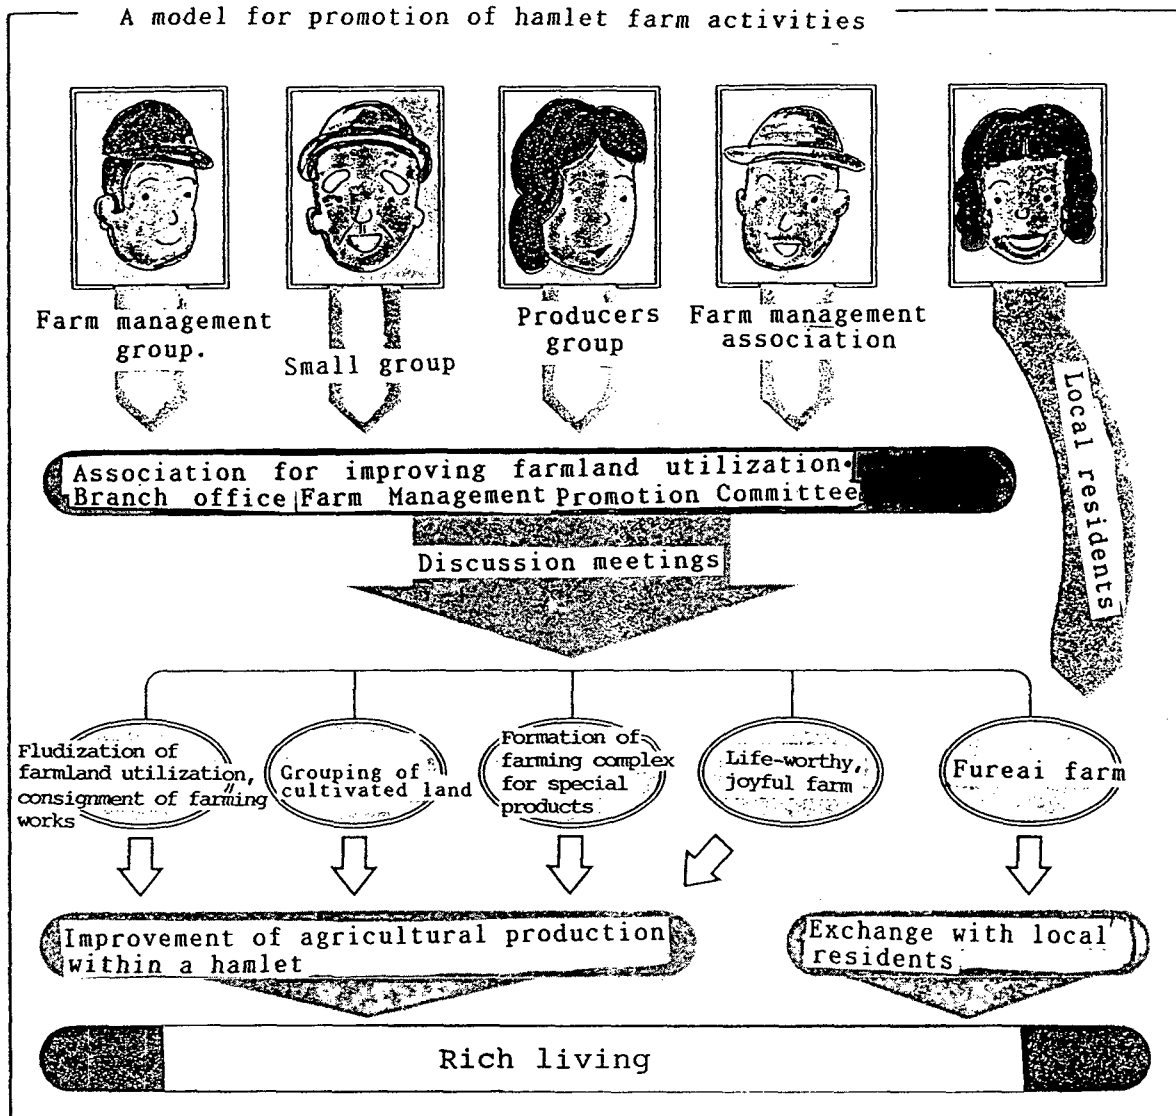 A model for promotion of hamlet farm activities
Farm management
group.
Small group
Producers
group
Farm management
association
Local residents
Association for improving farmland utilization·
Branch office Farm Management Promotion Committee
Discussion meetings
Fludization of
farmland utilization,
consignment of farming
works
Grouping of
cultivated land
Formation of
farming complex
for special
products
Life-worthy,
joyful farm
Fureai farm
Improvement of agricultural production
within a hamlet
Exchange with local
residents
Rich living